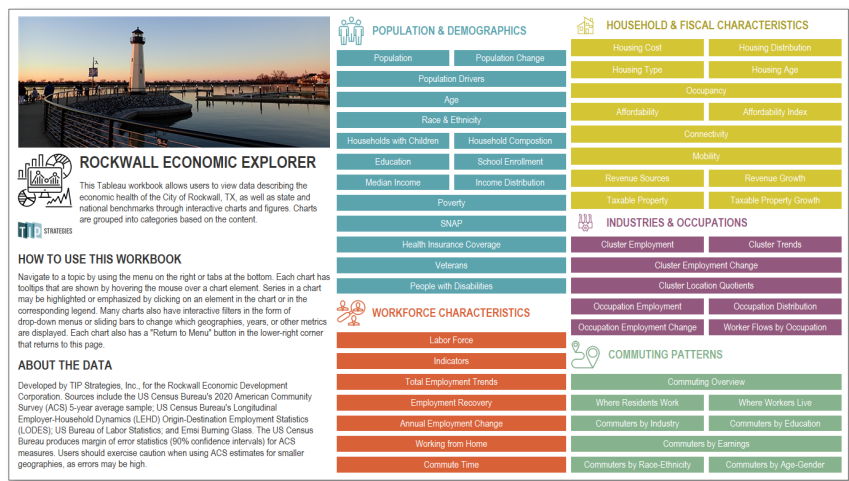 ROCKWALL ECONOMIC EXPLORER
This Tableau workbook allows users to view data describing the
economic health of the City of Rockwall, TX, as well as state and
national benchmarks through interactive charts and figures. Charts
are grouped into categories based on the content.
TIP STRATEGIES
HOW TO USE THIS WORKBOOK
Navigate to a topic by using the menu on the right or tabs at the bottom. Each chart has
tooltips that are shown by hovering the mouse over a chart element. Series in a chart
may be highlighted or emphasized by clicking on an element in the chart or in the
corresponding legend. Many charts also have interactive filters in the form of
drop-down menus or sliding bars to change which geographies, years, or other metrics
are displayed. Each chart also has a "Return to Menu" button in the lower-right corner
that returns to this page.
ABOUT THE DATA
Developed by TIP Strategies, Inc., for the Rockwall Economic Development
Corporation. Sources include the US Census Bureau's 2020 American Community
Survey (ACS) 5-year average sample; US Census Bureau's Longitudinal
Employer-Household Dynamics (LEHD) Origin-Destination Employment Statistics
(LODES); US Bureau of Labor Statistics; and Emsi Burning Glass. The US Census
Bureau produces margin of error statistics (90% confidence intervals) for ACS
measures. Users should exercise caution when using ACS estimates for smaller
geographies, as errors may be high.
POPULATION & DEMOGRAPHICS
Population
Population Change
Population Drivers
Age
Race & Ethnicity
Households with Children
Household Compostion
Education
School Enrollment
Median Income
Income Distribution
Poverty
SNAP
Health Insurance Coverage
Veterans
People with Disabilities
WORKFORCE CHARACTERISTICS
Labor Force
Indicators
Total Employment Trends
Employment Recovery
Annual Employment Change
Working from Home
Commute Time
HOUSEHOLD & FISCAL CHARACTERISTICS
Housing Cost
Housing Distribution
Housing Type
Housing Age
Occupancy
Affordability
Affordability Index
Connectivity
Mobility
Revenue Sources
Revenue Growth
Taxable Property
Taxable Property Growth
INDUSTRIES & OCCUPATIONS
Cluster Employment
Cluster Trends
Cluster Employment Change
Cluster Location Quotients
Occupation Employment
Occupation Distribution
Occupation Employment Change
Worker Flows by Occupation
COMMUTING PATTERNS
Commuting Overview
Where Residents Work
Where Workers Live
Commuters by Industry
Commuters by Education
Commuters by Earnings
Commuters by Race-Ethnicity
Commuters by Age-Gender